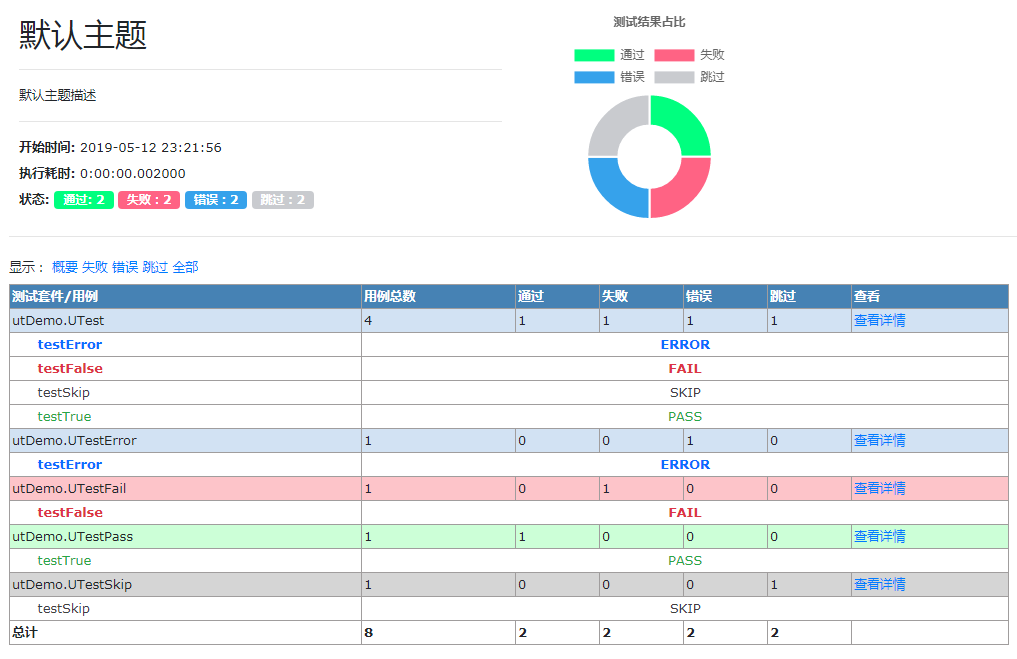 默认主题
默认主题描述
开始时间: 2019-05-12 23:21:56
执行耗时: 0:00:00.002000
状态: 通过: 2 失败：2 错误：2 跳过：2
测试结果占比
通过 失败
错误 跳过
显示： 概要 失败 错误 跳过 全部
测试套件/用例 用例总数 通过 失败 错误 跳过 查看
utDemo.UTest 4 1 1 1 1 查看详情
testError ERROR
testFalse FAIL
testSkip SKIP
testTrue PASS
utDemo.UTestError 1 0 0 1 0 查看详情
testError ERROR
utDemo.UTestFail 1 0 1 0 0 查看详情
testFalse FAIL
utDemo.UTestPass 1 1 0 0 0 查看详情
testTrue PASS
utDemo.UTestSkip 1 0 0 0 1 查看详情
testSkip SKIP
总计 8 2 2 2 2